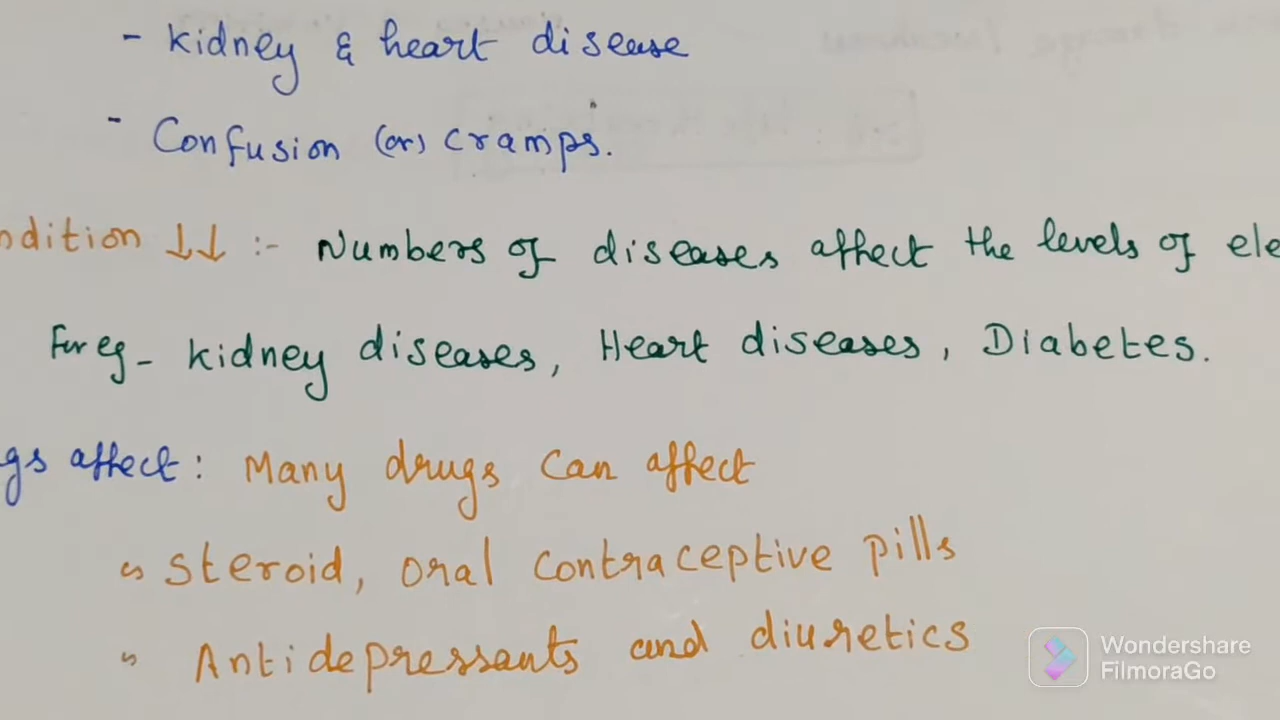 - kidney & heart disease
- Confusion (or) cramps.
ndition ↓↓ :- Numbers of diseases affect the levels of ele
For eg - kidney diseases, Heart diseases, Diabetes.
gs affect: Many drugs can affect
" steroid, oral contraceptive pills
" Antidepressants and diuretics
Wondershare
FilmoraGo